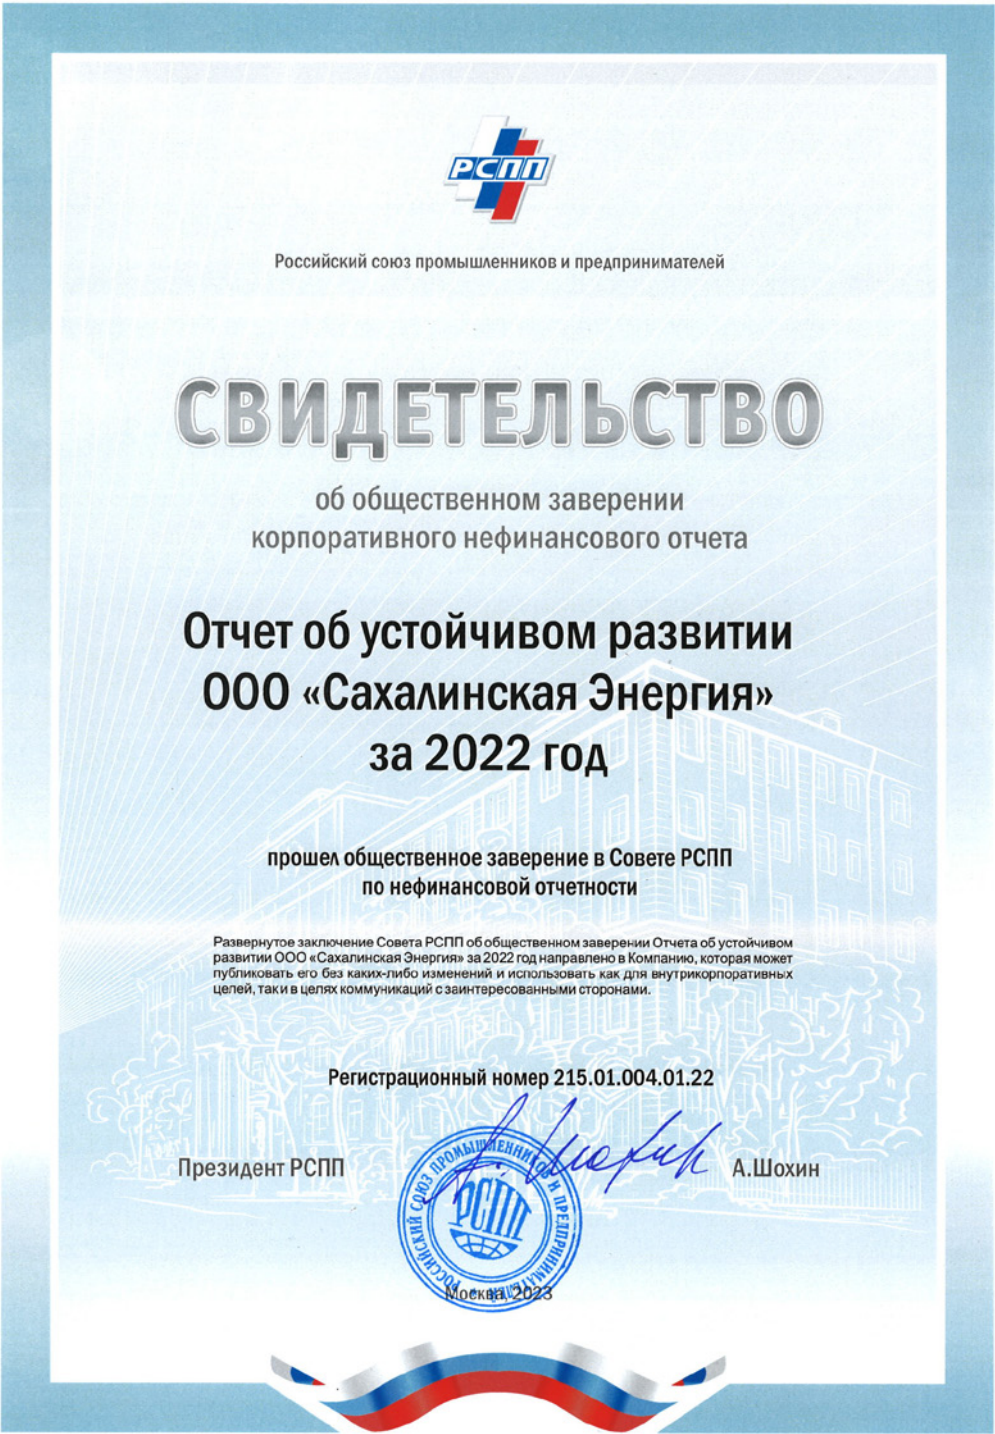 РСПП
Российский союз промышленников и предпринимателей
СВИДЕТЕЛЬСТВО
об общественном заверении
корпоративного нефинансового отчета
Отчет об устойчивом развитии
ООО «Сахалинская Энергия»
за 2022 год
прошел общественное заверение в Совете РСПП
по нефинансовой отчетности
Развернутое заключение Совета РСПП об общественном заверении Отчета об устойчивом
развитии ООО «Сахалинская Энергия» за 2022 год направлено в Компанию, которая может
публиковать его без каких-либо изменений и использовать как для внутрикорпоративных
целей, так и в целях коммуникаций с заинтересованными сторонами.
Регистрационный номер 215.01.004.01.22
Президент РСПП
А.Шохин
РОССИЙСКИЙ СОЮЗ ПРОМЫШЛЕННИКОВ И ПРЕДПРИНИМАТЕЛЕЙ
РСПП
Москва, 2023